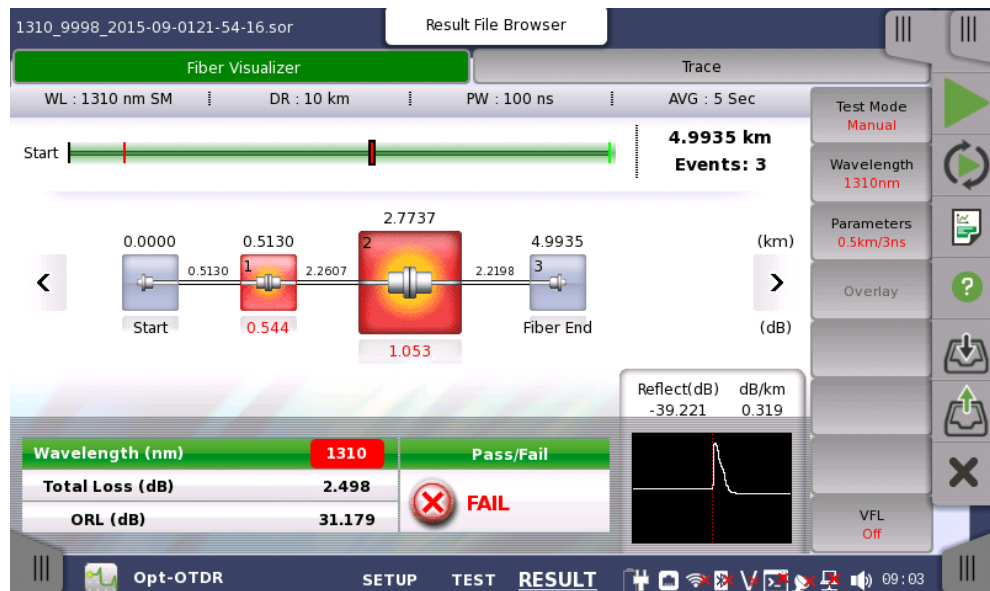 1310_9998_2015-09-0121-54-16.sor
Result File Browser
Fiber Visualizer
Trace
WL : 1310 nm SM
DR : 10 km
PW : 100 ns
AVG : 5 Sec
Start
4.9935 km
Events: 3
2.7737
0.0000
0.5130
4.9935
(km)
0.5130
1
2.2607
2
2.2198
3
Start
0.544
Fiber End
(dB)
1.053
Reflect(dB)
dB/km
-39.221
0.319
Wavelength (nm)
1310
Pass/Fail
Total Loss (dB)
2.498
FAIL
ORL (dB)
31.179
Test Mode
Manual
Wavelength
1310nm
Parameters
0.5km/3ns
Overlay
VFL
Off
?
Opt-OTDR
SETUP
TEST
RESULT
09:03